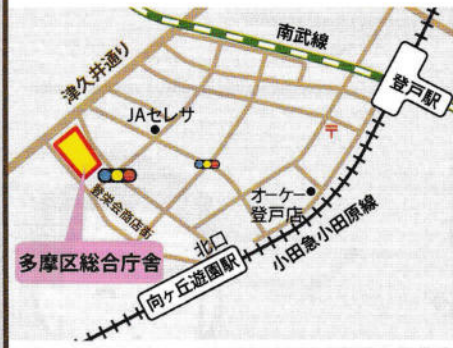 南武線
津久井通り
登戸駅
JAセレサ
〒
登栄会商店街
オーケー
登戸店
北口
小田急小田原線
多摩区総合庁舎
向ヶ丘遊園駅